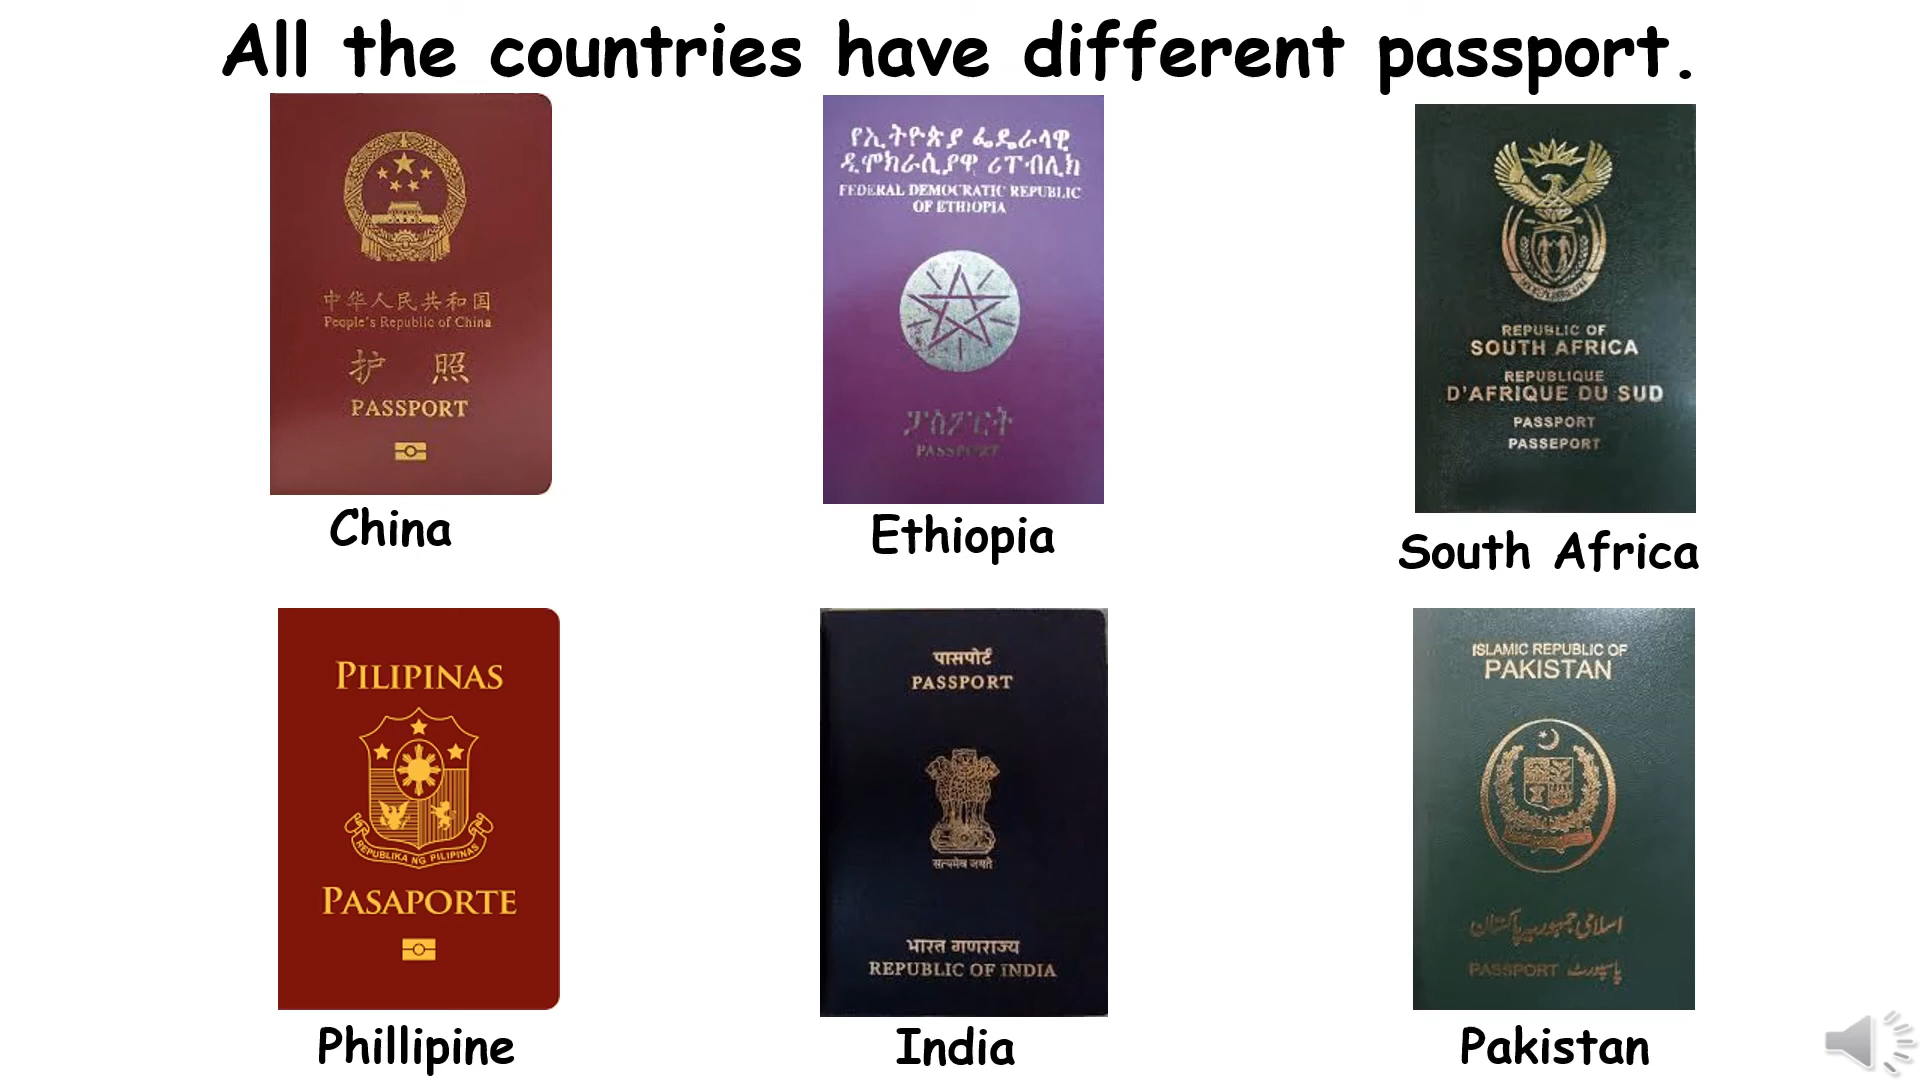 All the countries have different passport.
中华人民共和国
People's Republic of China
护 照
PASSPORT
China
የኢትዮጵያ ፌዴራላዊ
ዲሞክራሲያዊ ሪፐብሊክ
FEDERAL DEMOCRATIC REPUBLIC
OF ETHIOPIA
ፓስፖርት
PASSPORT
Ethiopia
REPUBLIC OF
SOUTH AFRICA
REPUBLIQUE
D'AFRIQUE DU SUD
PASSPORT
PASSEPORT
South Africa
PILIPINAS
REPUBLIKA NG PILIPINAS
PASAPORTE
Phillipine
पासपोर्ट
PASSPORT
सत्यमेव जयते
भारत गणराज्य
REPUBLIC OF INDIA
India
ISLAMIC REPUBLIC OF
PAKISTAN
اسلامی جمہوریہ پاکستان
PASSPORT پاسپورٹ
Pakistan